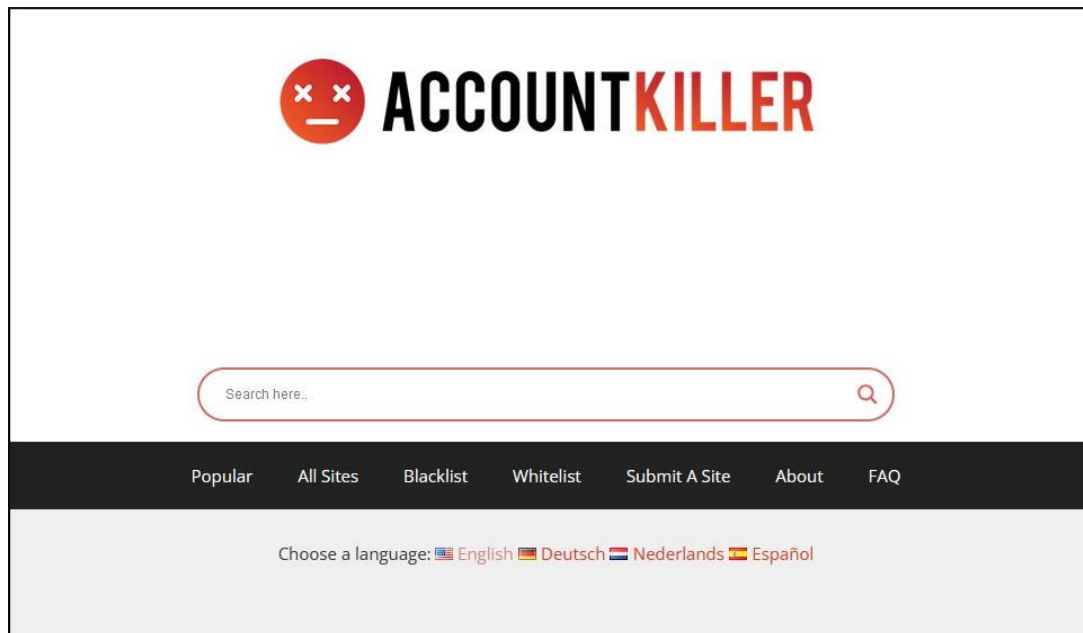 ACCOUNTKILLER
Search here..
Popular All Sites Blacklist Whitelist Submit A Site About FAQ
Choose a language: English Deutsch Nederlands Español